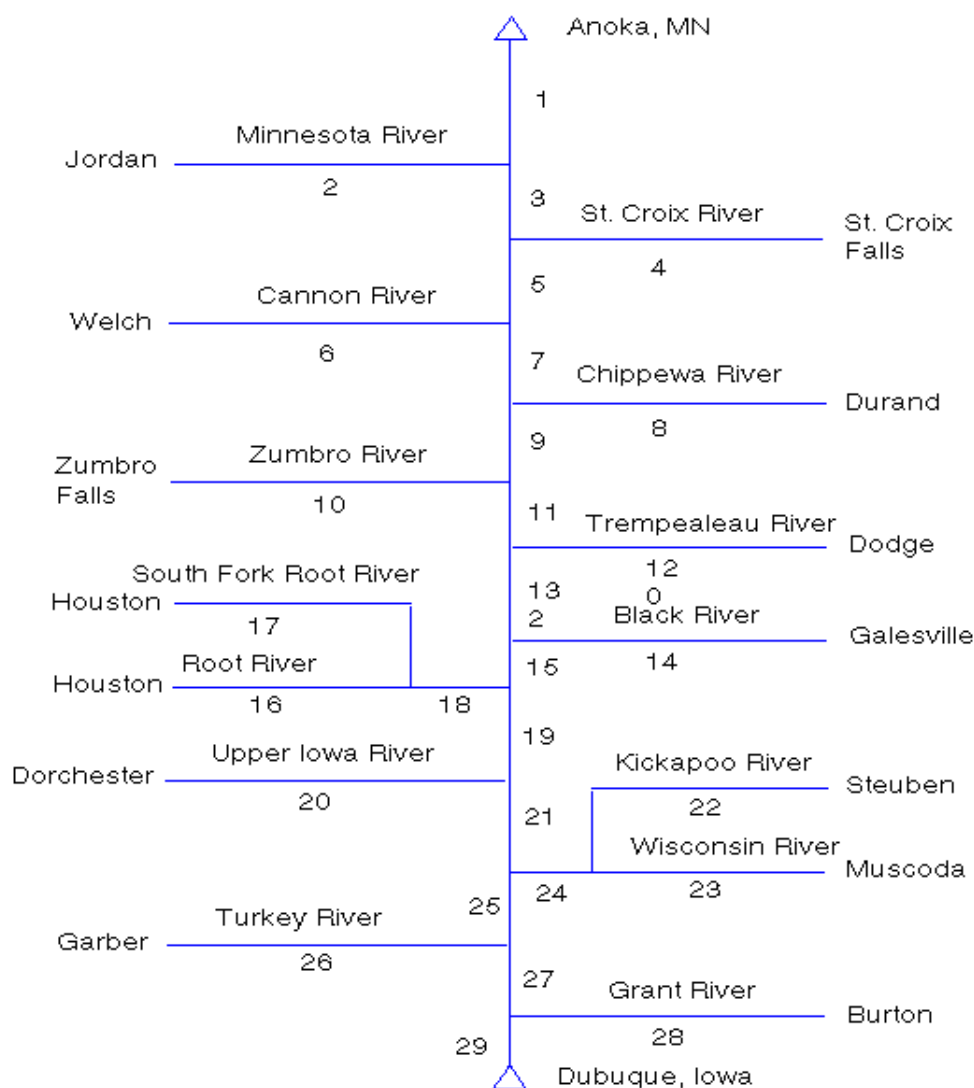 Anoka, MN
1
Minnesota River
Jordan
2
3
St. Croix River
St. Croix
Falls
4
5
Cannon River
Welch
6
7
Chippewa River
Durand
8
9
Zumbro River
Zumbro
Falls
10
11
Trempealeau River
Dodge
12
0
13
2
South Fork Root River
Houston
17
Black River
Galesville
14
15
Root River
Houston
16
18
19
Upper Iowa River
Dorchester
20
Kickapoo River
Steuben
22
21
Wisconsin River
Muscoda
24
23
25
Turkey River
Garber
26
27
Grant River
Burton
28
29
Dubuque, Iowa